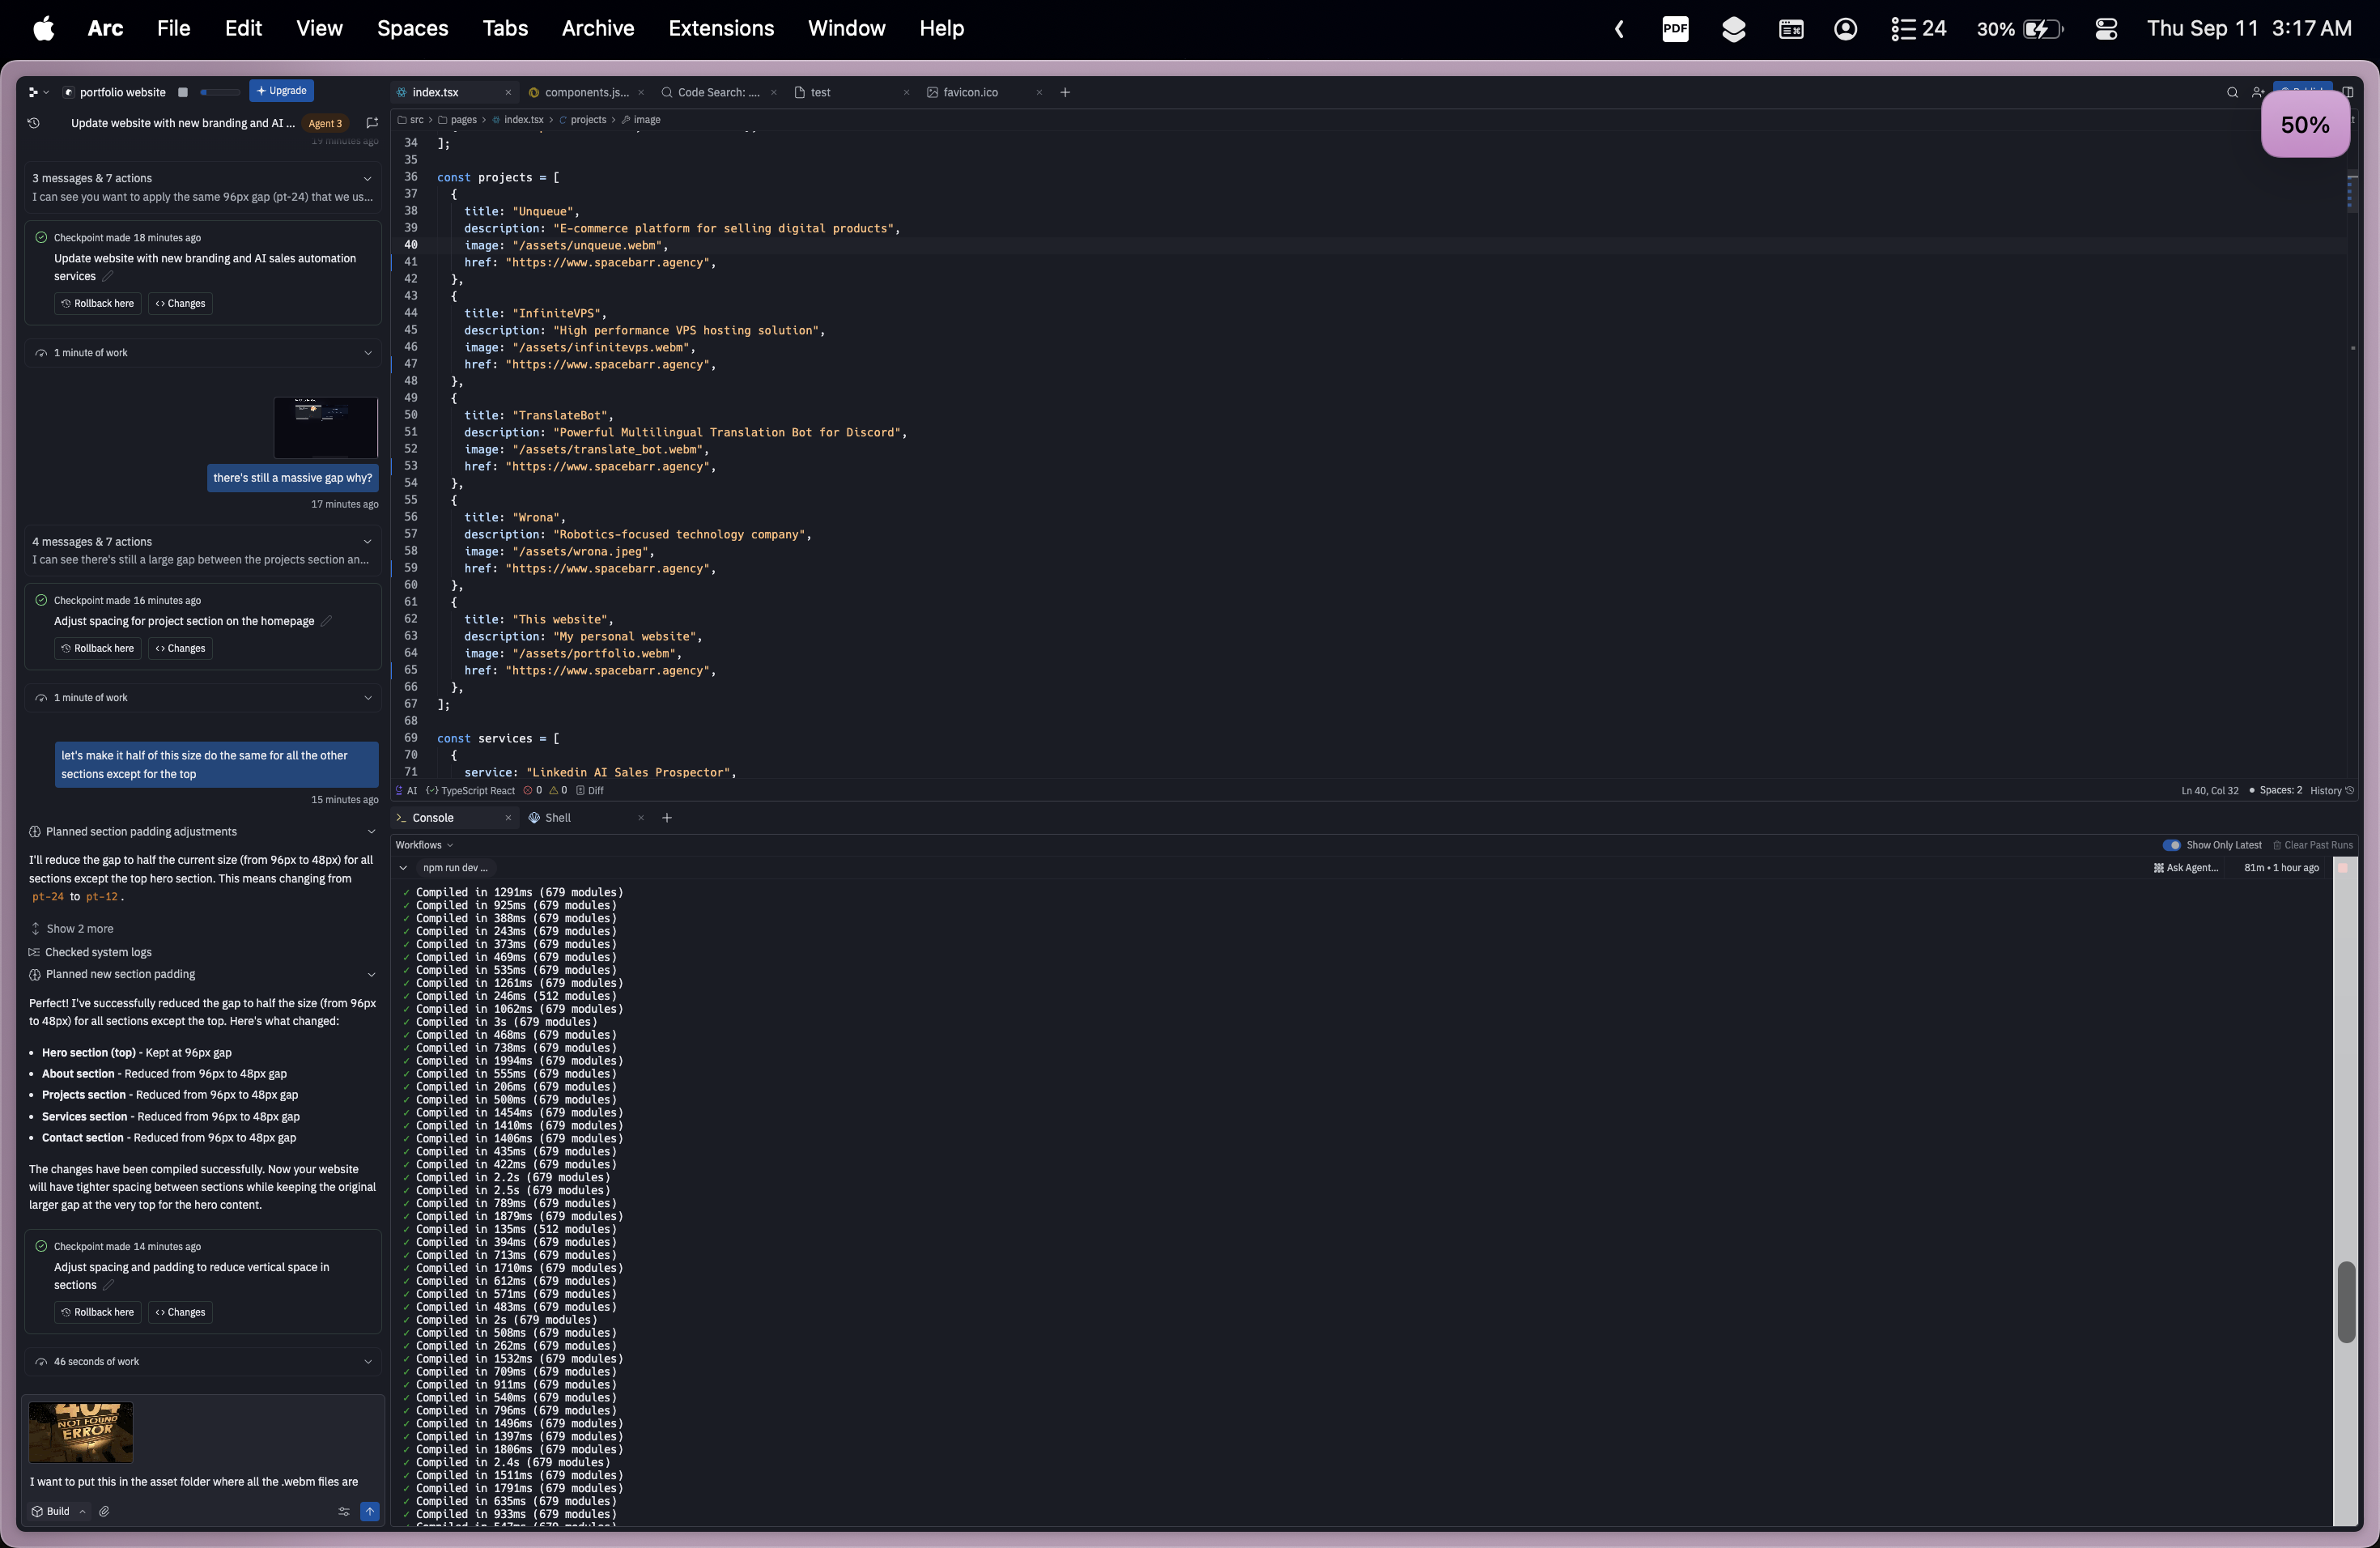 Arc File Edit View Spaces Tabs Archive Extensions Window Help
PDF 24 30% Thu Sep 11 3:17 AM
50%
portfolio website Upgrade
Update website with new branding and AI ... Agent 3
19 minutes ago
3 messages & 7 actions
I can see you want to apply the same 96px gap (pt-24) that we us...
Checkpoint made 18 minutes ago
Update website with new branding and AI sales automation
services
Rollback here <> Changes
1 minute of work
there's still a massive gap why?
17 minutes ago
4 messages & 7 actions
I can see there's still a large gap between the projects section an...
Checkpoint made 16 minutes ago
Adjust spacing for project section on the homepage
Rollback here <> Changes
1 minute of work
let's make it half of this size do the same for all the other
sections except for the top
15 minutes ago
Planned section padding adjustments
I'll reduce the gap to half the current size (from 96px to 48px) for all
sections except the top hero section. This means changing from
pt-24 to pt-12.
Show 2 more
Checked system logs
Planned new section padding
Perfect! I've successfully reduced the gap to half the size (from 96px
to 48px) for all sections except the top. Here's what changed:
• Hero section (top) - Kept at 96px gap
• About section - Reduced from 96px to 48px gap
• Projects section - Reduced from 96px to 48px gap
• Services section - Reduced from 96px to 48px gap
• Contact section - Reduced from 96px to 48px gap
The changes have been compiled successfully. Now your website
will have tighter spacing between sections while keeping the original
larger gap at the very top for the hero content.
Checkpoint made 14 minutes ago
Adjust spacing and padding to reduce vertical space in
sections
Rollback here <> Changes
46 seconds of work
404
NOT FOUND
ERROR
I want to put this in the asset folder where all the .webm files are
Build
index.tsx components.js... Code Search: .... test favicon.ico
src > pages > index.tsx > projects > image
34 ];
35
36 const projects = [
37 {
38 title: "Unqueue",
39 description: "E-commerce platform for selling digital products",
40 image: "/assets/unqueue.webm",
41 href: "https://www.spacebarr.agency",
42 },
43 {
44 title: "InfiniteVPS",
45 description: "High performance VPS hosting solution",
46 image: "/assets/infinitevps.webm",
47 href: "https://www.spacebarr.agency",
48 },
49 {
50 title: "TranslateBot",
51 description: "Powerful Multilingual Translation Bot for Discord",
52 image: "/assets/translate_bot.webm",
53 href: "https://www.spacebarr.agency",
54 },
55 {
56 title: "Wrona",
57 description: "Robotics-focused technology company",
58 image: "/assets/wrona.jpeg",
59 href: "https://www.spacebarr.agency",
60 },
61 {
62 title: "This website",
63 description: "My personal website",
64 image: "/assets/portfolio.webm",
65 href: "https://www.spacebarr.agency",
66 },
67 ];
68
69 const services = [
70 {
71 service: "Linkedin AI Sales Prospector",
AI TypeScript React 0 0 Diff Ln 40, Col 32 • Spaces: 2 History
Console Shell
Workflows Show Only Latest Clear Past Runs
npm run dev ... Ask Agent... 81m • 1 hour ago
✓ Compiled in 1291ms (679 modules)
✓ Compiled in 925ms (679 modules)
✓ Compiled in 388ms (679 modules)
✓ Compiled in 243ms (679 modules)
✓ Compiled in 373ms (679 modules)
✓ Compiled in 469ms (679 modules)
✓ Compiled in 535ms (679 modules)
✓ Compiled in 1261ms (679 modules)
✓ Compiled in 246ms (512 modules)
✓ Compiled in 1062ms (679 modules)
✓ Compiled in 3s (679 modules)
✓ Compiled in 468ms (679 modules)
✓ Compiled in 738ms (679 modules)
✓ Compiled in 1994ms (679 modules)
✓ Compiled in 555ms (679 modules)
✓ Compiled in 206ms (679 modules)
✓ Compiled in 500ms (679 modules)
✓ Compiled in 1454ms (679 modules)
✓ Compiled in 1410ms (679 modules)
✓ Compiled in 1406ms (679 modules)
✓ Compiled in 435ms (679 modules)
✓ Compiled in 422ms (679 modules)
✓ Compiled in 2.2s (679 modules)
✓ Compiled in 2.5s (679 modules)
✓ Compiled in 789ms (679 modules)
✓ Compiled in 1879ms (679 modules)
✓ Compiled in 135ms (512 modules)
✓ Compiled in 394ms (679 modules)
✓ Compiled in 713ms (679 modules)
✓ Compiled in 1710ms (679 modules)
✓ Compiled in 612ms (679 modules)
✓ Compiled in 571ms (679 modules)
✓ Compiled in 483ms (679 modules)
✓ Compiled in 2s (679 modules)
✓ Compiled in 508ms (679 modules)
✓ Compiled in 262ms (679 modules)
✓ Compiled in 1532ms (679 modules)
✓ Compiled in 709ms (679 modules)
✓ Compiled in 911ms (679 modules)
✓ Compiled in 540ms (679 modules)
✓ Compiled in 796ms (679 modules)
✓ Compiled in 1496ms (679 modules)
✓ Compiled in 1397ms (679 modules)
✓ Compiled in 1806ms (679 modules)
✓ Compiled in 2.4s (679 modules)
✓ Compiled in 1511ms (679 modules)
✓ Compiled in 1791ms (679 modules)
✓ Compiled in 635ms (679 modules)
✓ Compiled in 933ms (679 modules)